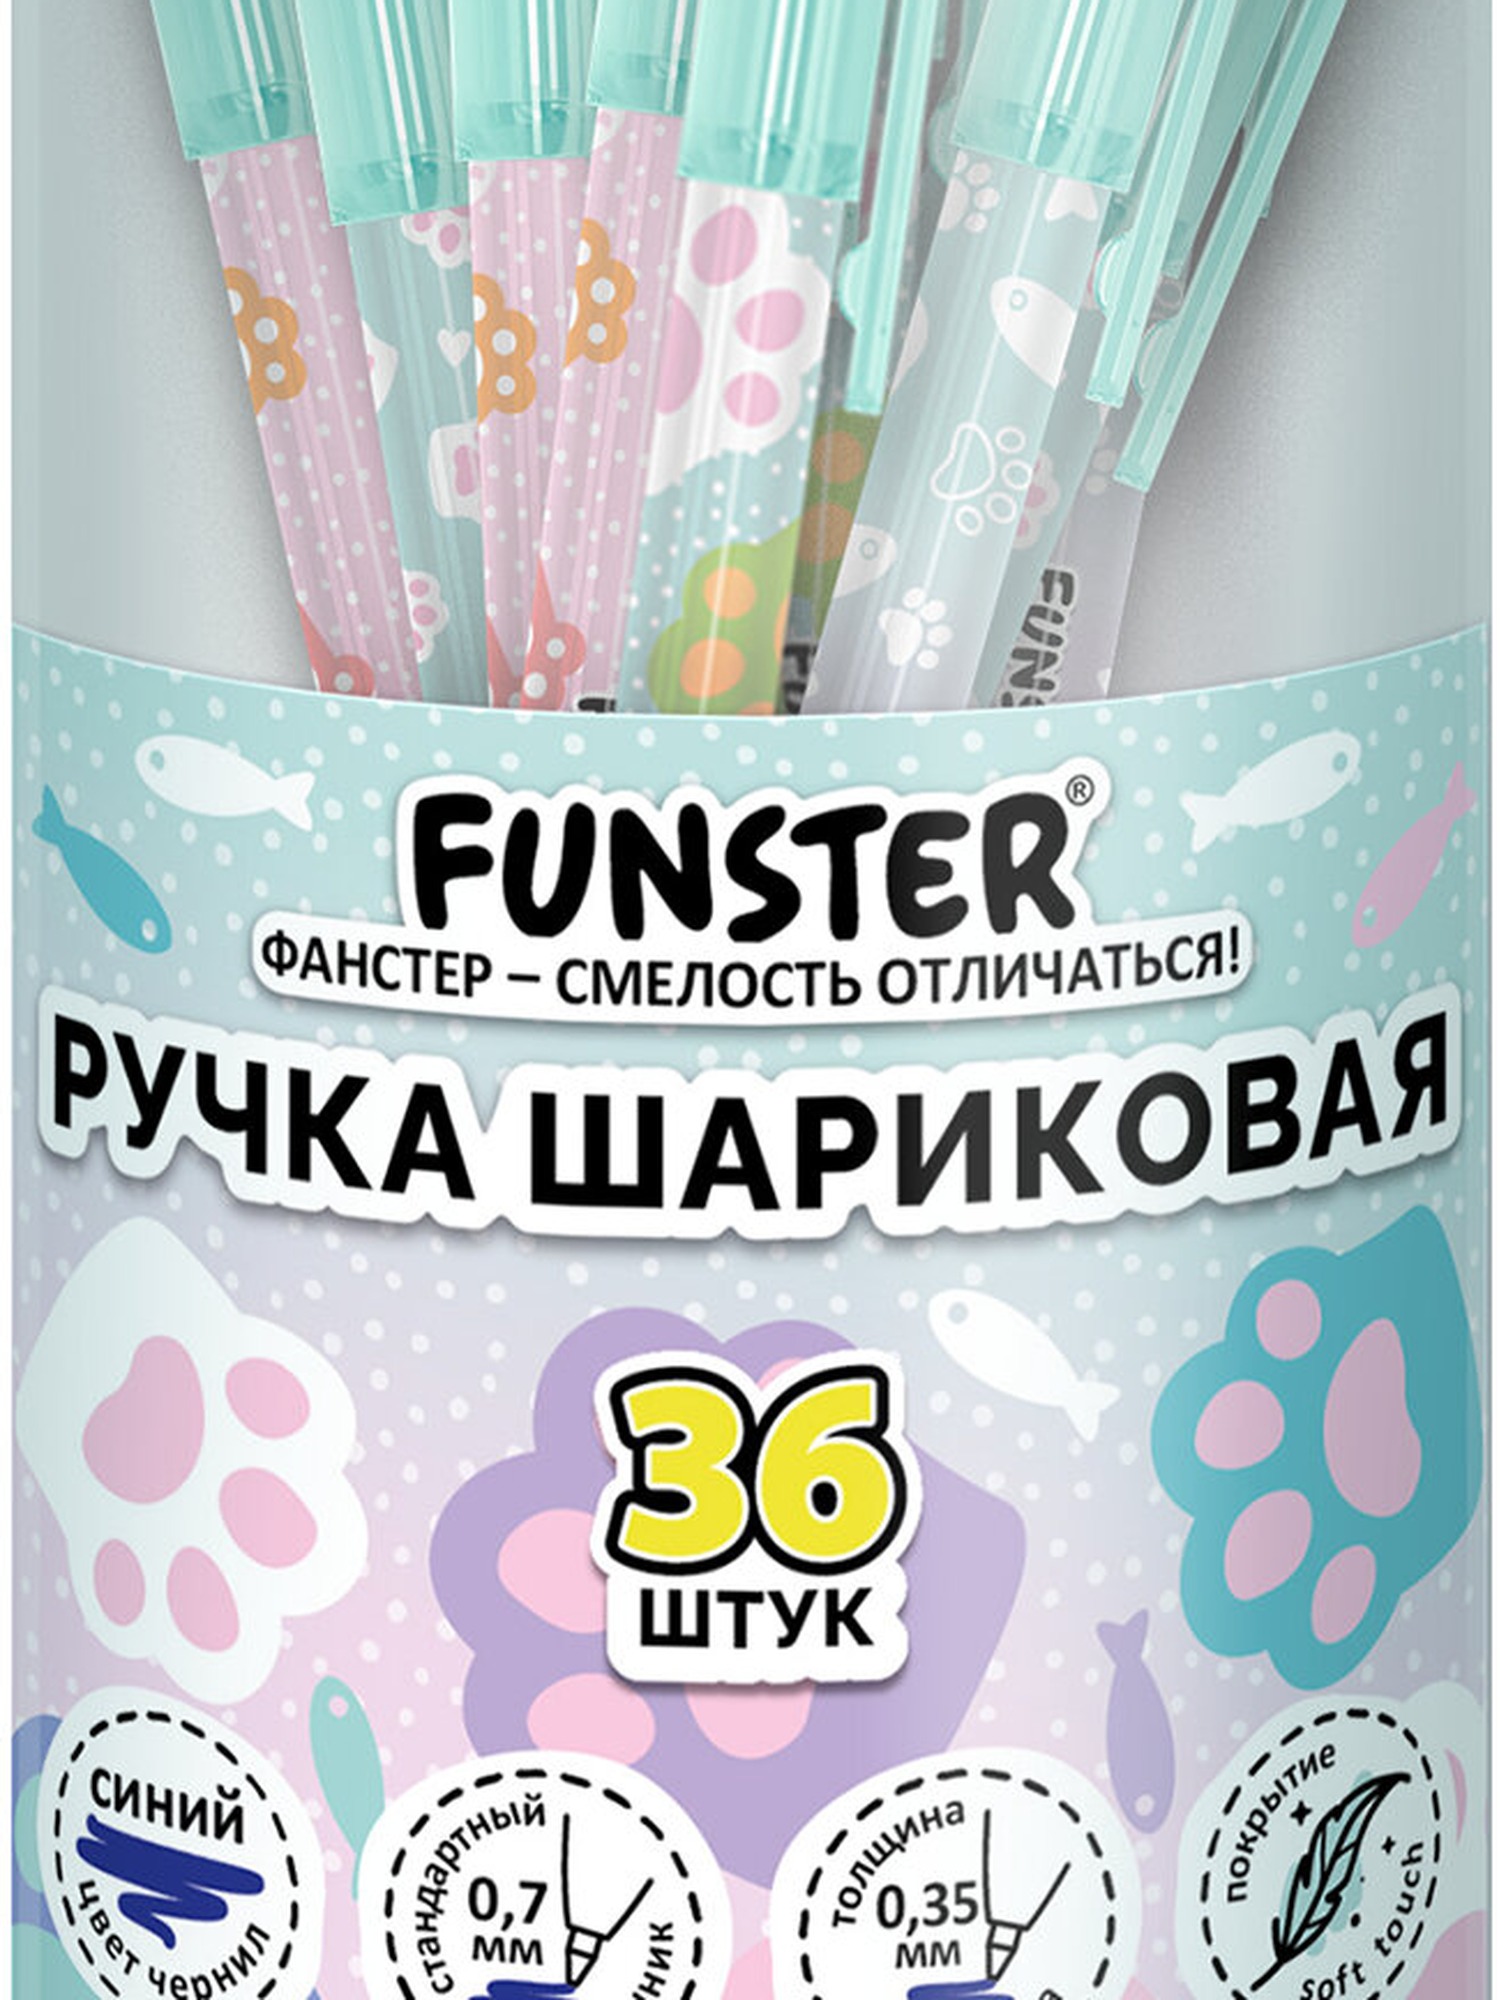 FUNS
FUNSTER®
ФАНСТЕР – СМЕЛОСТЬ ОТЛИЧАТЬСЯ!
РУЧКА ШАРИКОВАЯ
36
ШТУК
СИНИЙ
цвет чернил
стандартный
0,7
мм
толщина
0,35
мм
покрытие
soft touch